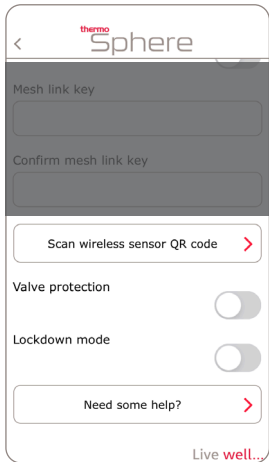 thermo
Sphere
Mesh link key
Confirm mesh link key
Scan wireless sensor QR code
Valve protection
Lockdown mode
Need some help?
Live well...